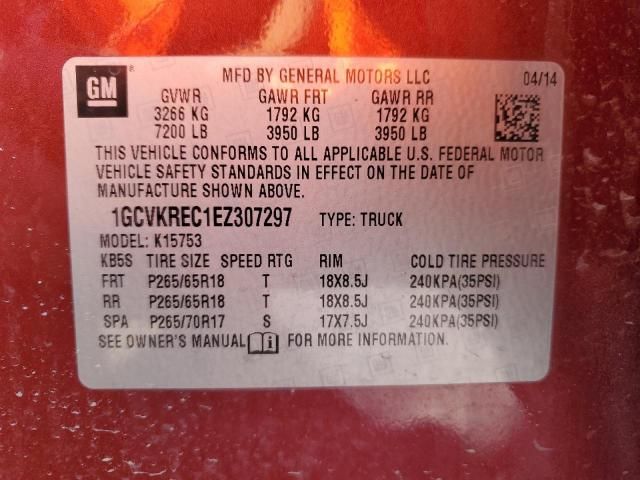 GM
MFD BY GENERAL MOTORS LLC 04/14
GVWR GAWR FRT GAWR RR
3266 KG 1792 KG 1792 KG
7200 LB 3950 LB 3950 LB
THIS VEHICLE CONFORMS TO ALL APPLICABLE U.S. FEDERAL MOTOR
VEHICLE SAFETY STANDARDS IN EFFECT ON THE DATE OF
MANUFACTURE SHOWN ABOVE.
1GCVKREC1EZ307297 TYPE: TRUCK
MODEL: K15753
KB5S TIRE SIZE SPEED RTG RIM COLD TIRE PRESSURE
FRT P265/65R18 T 18X8.5J 240KPA(35PSI)
RR P265/65R18 T 18X8.5J 240KPA(35PSI)
SPA P265/70R17 S 17X7.5J 240KPA(35PSI)
SEE OWNER'S MANUAL FOR MORE INFORMATION.